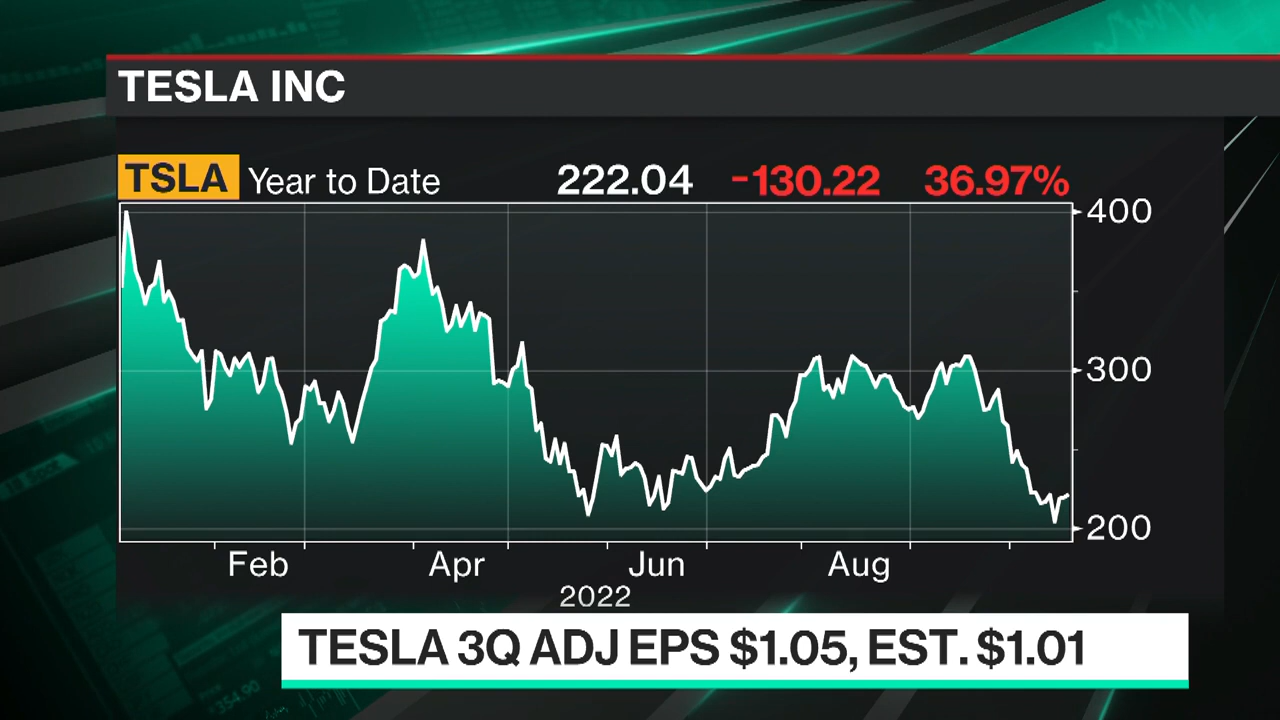 TESLA INC
TSLA Year to Date 222.04 -130.22 36.97%
400
300
200
Feb Apr Jun Aug
2022
TESLA 3Q ADJ EPS $1.05, EST. $1.01